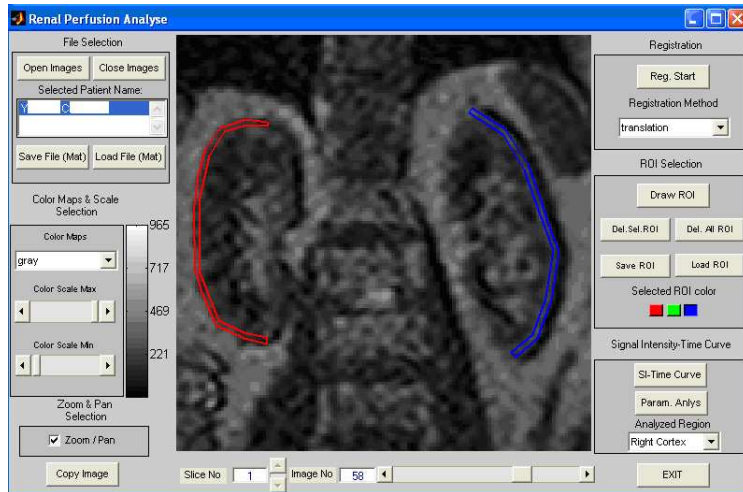 Renal Perfusion Analyse
File Selection
Open Images
Close Images
Selected Patient Name:
Y C
Save File (Mat)
Load File (Mat)
Color Maps & Scale
Selection
Color Maps
gray
Color Scale Max
Color Scale Min
965
717
469
221
Zoom & Pan
Selection
Zoom / Pan
Copy Image
Slice No
1
Image No
58
Registration
Reg. Start
Registration Method
translation
ROI Selection
Draw ROI
Del.Sel.ROI
Del. All ROI
Save ROI
Load ROI
Selected ROI color
Signal Intensity-Time Curve
SI-Time Curve
Param. Anlys
Analyzed Region
Right Cortex
EXIT